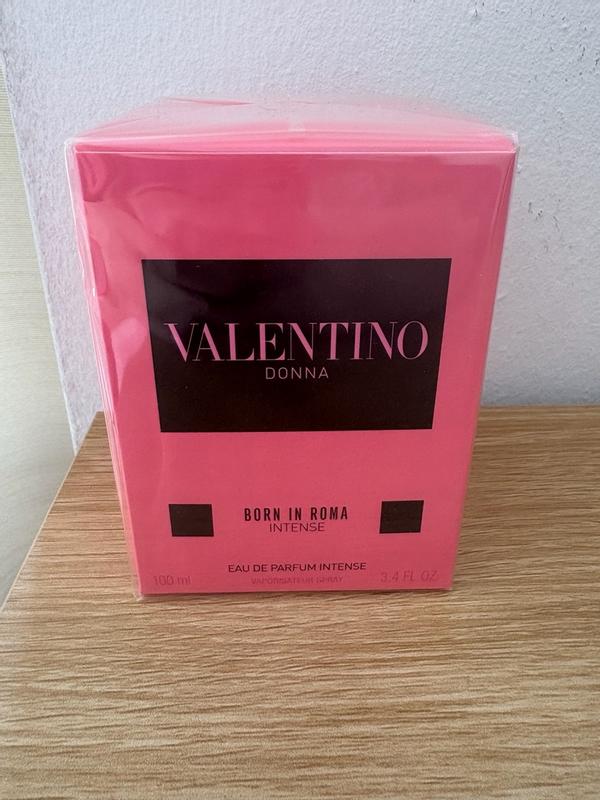 VALENTINO
DONNA
BORN IN ROMA
INTENSE
EAU DE PARFUM INTENSE
100 ml VAPORISATEUR SPRAY 3.4 FL OZ